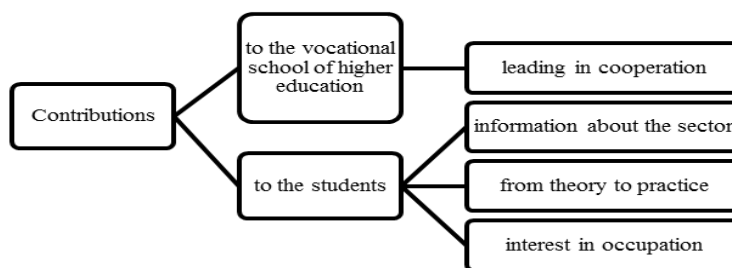 Contributions
to the vocational
school of higher
education
leading in cooperation
to the students
information about the sector
from theory to practice
interest in occupation